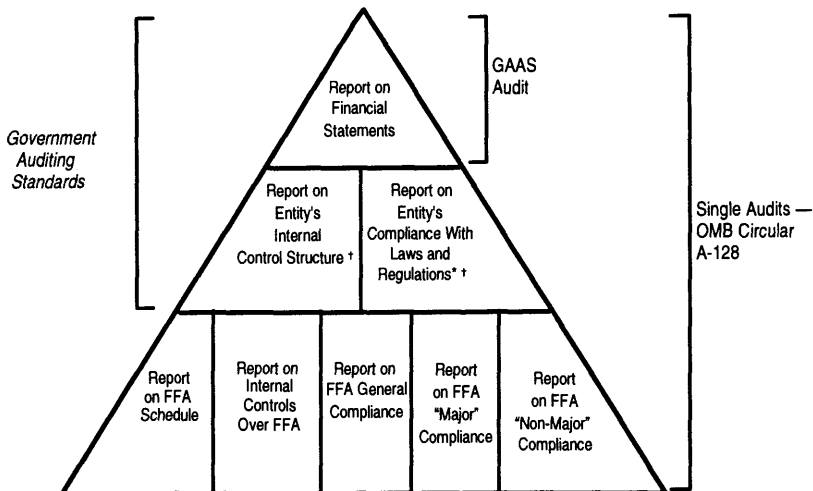 GAAS
Audit
Report on
Financial
Statements
Government
Auditing
Standards
Report on
Entity's
Internal
Control Structure †
Report on
Entity's
Compliance With
Laws and
Regulations* †
Single Audits —
OMB Circular
A-128
Report
on FFA
Schedule
Report on
Internal
Controls
Over FFA
Report on
FFA General
Compliance
Report
on FFA
“Major”
Compliance
Report
on FFA
“Non-Major”
Compliance